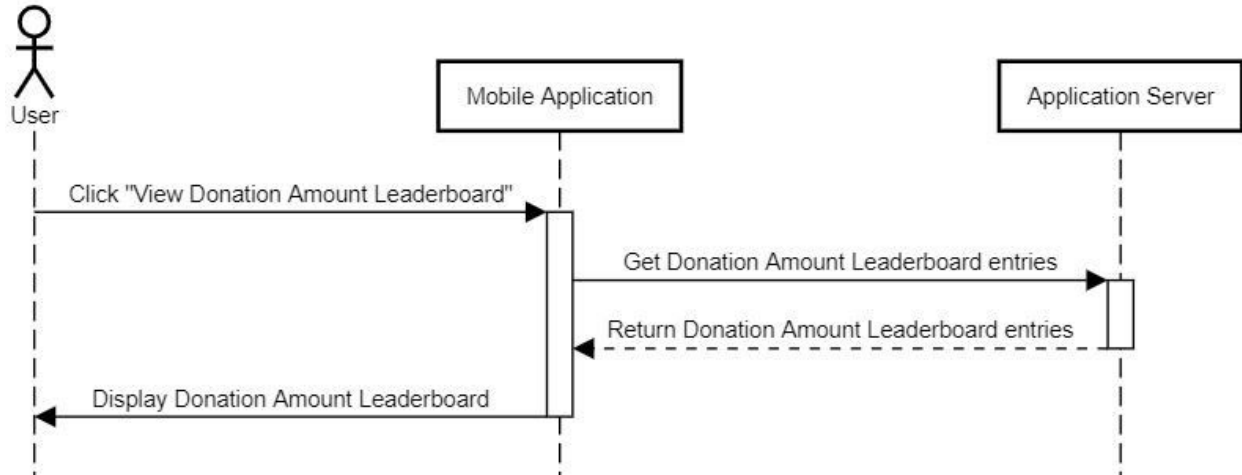 User
Mobile Application
Application Server
Click "View Donation Amount Leaderboard"
Get Donation Amount Leaderboard entries
Return Donation Amount Leaderboard entries
Display Donation Amount Leaderboard